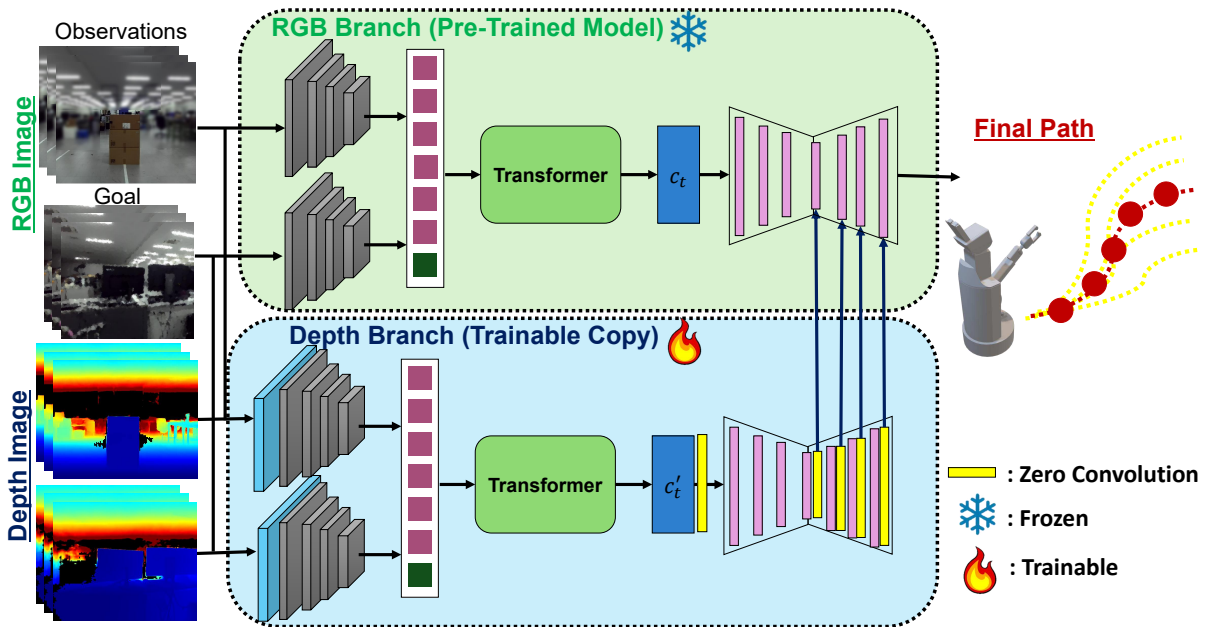 Observations
RGB Image
Goal
Depth Image
RGB Branch (Pre-Trained Model)
Transformer
c_t
Final Path
Depth Branch (Trainable Copy)
Transformer
c'_t
: Zero Convolution
: Frozen
: Trainable